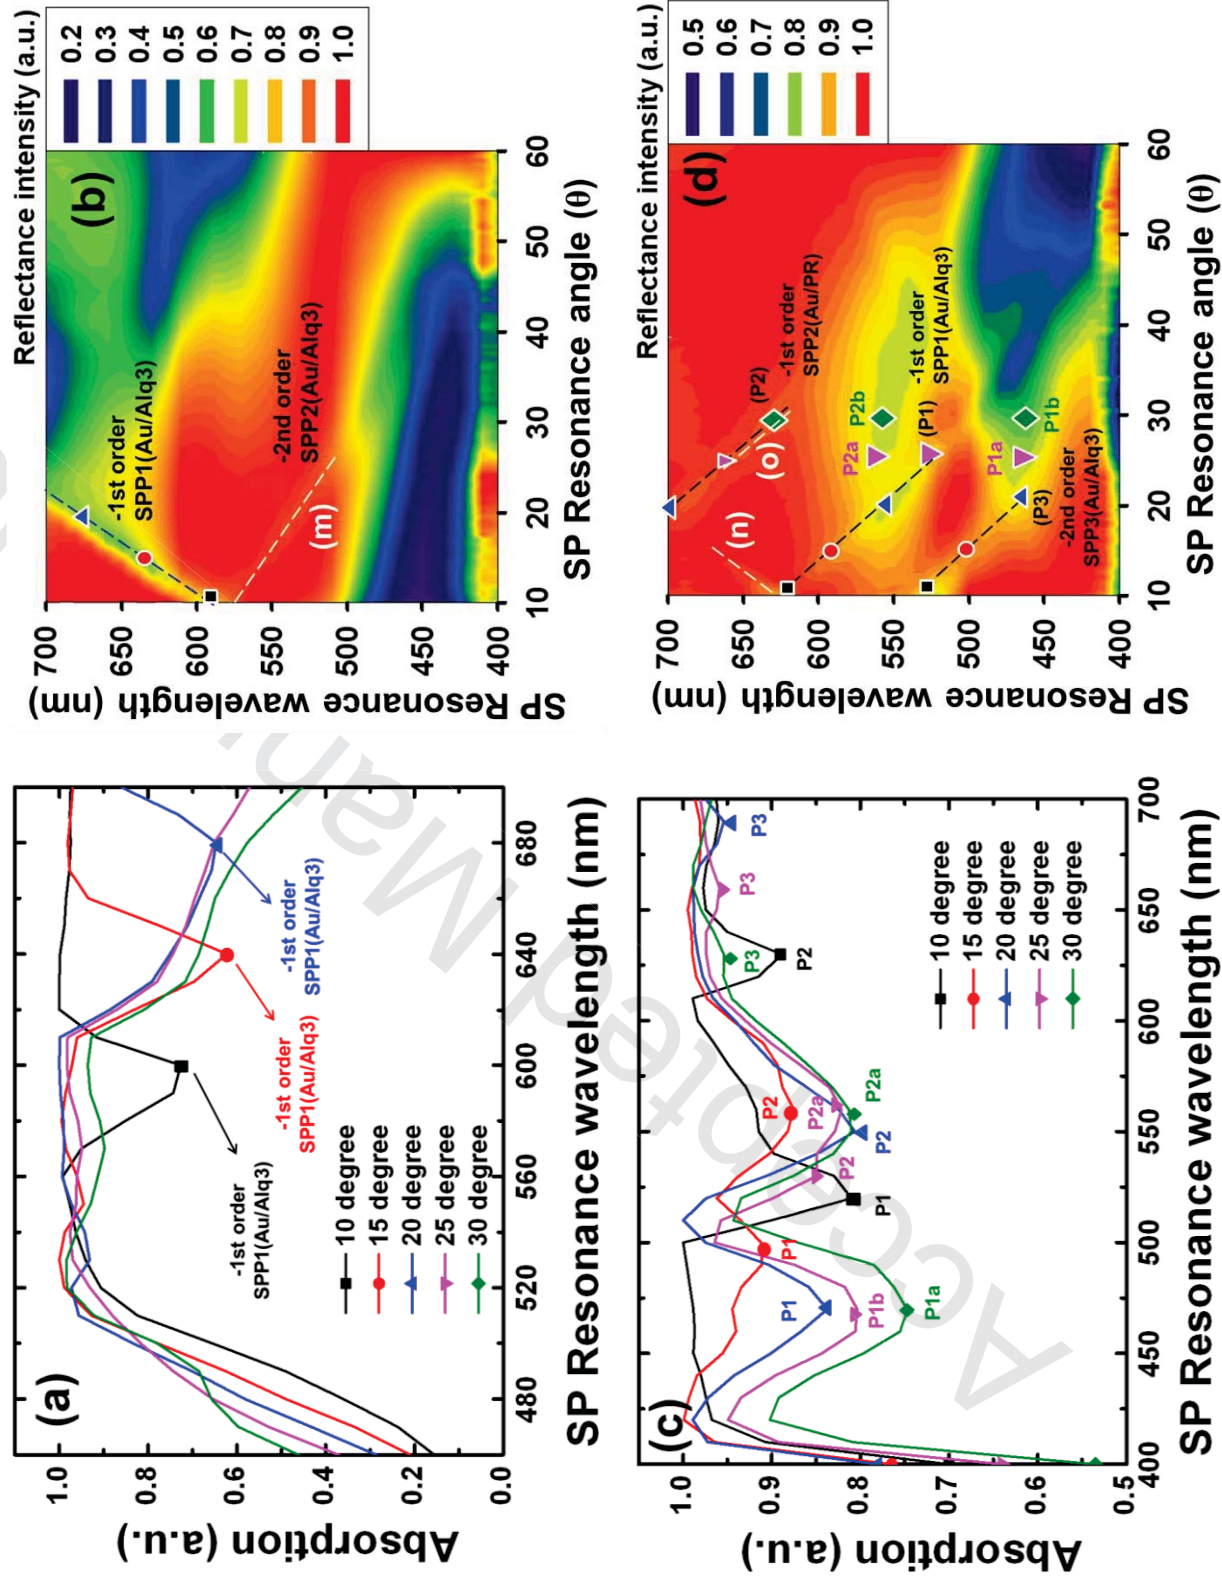 (a)
Absorption (a.u.)
1.0
0.8
0.6
0.4
0.2
0.0
480
520
560
600
640
680
SP Resonance wavelength (nm)
-1st order
SPP1(Au/Alq3)
-1st order
SPP1(Au/Alq3)
-1st order
SPP1(Au/Alq3)
10 degree
15 degree
20 degree
25 degree
30 degree
Reflectance intensity (a.u.)
(b)
0.2
0.3
0.4
0.5
0.6
0.7
0.8
0.9
1.0
SP Resonance wavelength (nm)
700
650
600
550
500
450
400
10
20
30
40
50
60
SP Resonance angle (θ)
-1st order
SPP1(Au/Alq3)
-2nd order
SPP2(Au/Alq3)
(m)
(c)
Absorption (a.u.)
1.0
0.9
0.8
0.7
0.6
0.5
400
450
500
550
600
650
700
SP Resonance wavelength (nm)
P1
P1
P1
P1b
P1a
P2
P2
P2
P2
P2a
P2a
P3
P3
P3
10 degree
15 degree
20 degree
25 degree
30 degree
Reflectance intensity (a.u.)
(d)
0.5
0.6
0.7
0.8
0.9
1.0
SP Resonance wavelength (nm)
700
650
600
550
500
450
400
10
20
30
40
50
60
SP Resonance angle (θ)
(n)
(o)
(P2)
-1st order
SPP2(Au/PR)
P2a
P2b
(P1)
-1st order
SPP1(Au/Alq3)
P1a
P1b
(P3)
-2nd order
SPP3(Au/Alq3)
Accepted Man